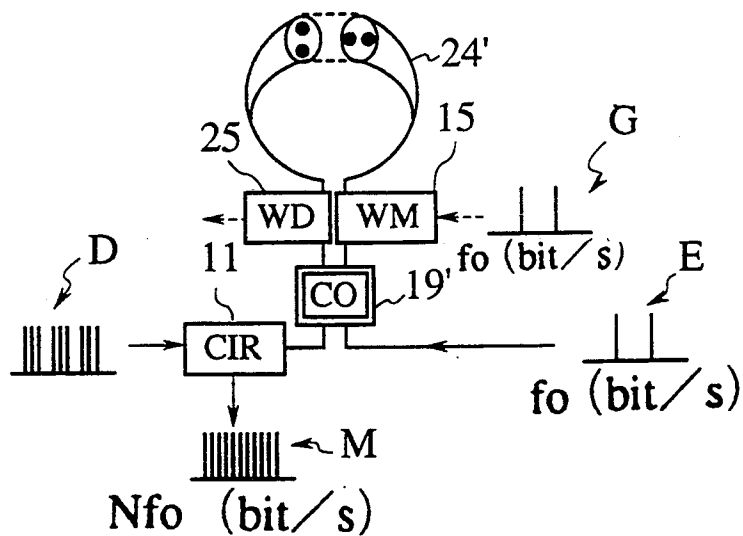 24'
25
15
G
WD
WM
fo (bit/s)
D
11
CO
19'
E
CIR
fo (bit/s)
M
Nfo (bit/s)